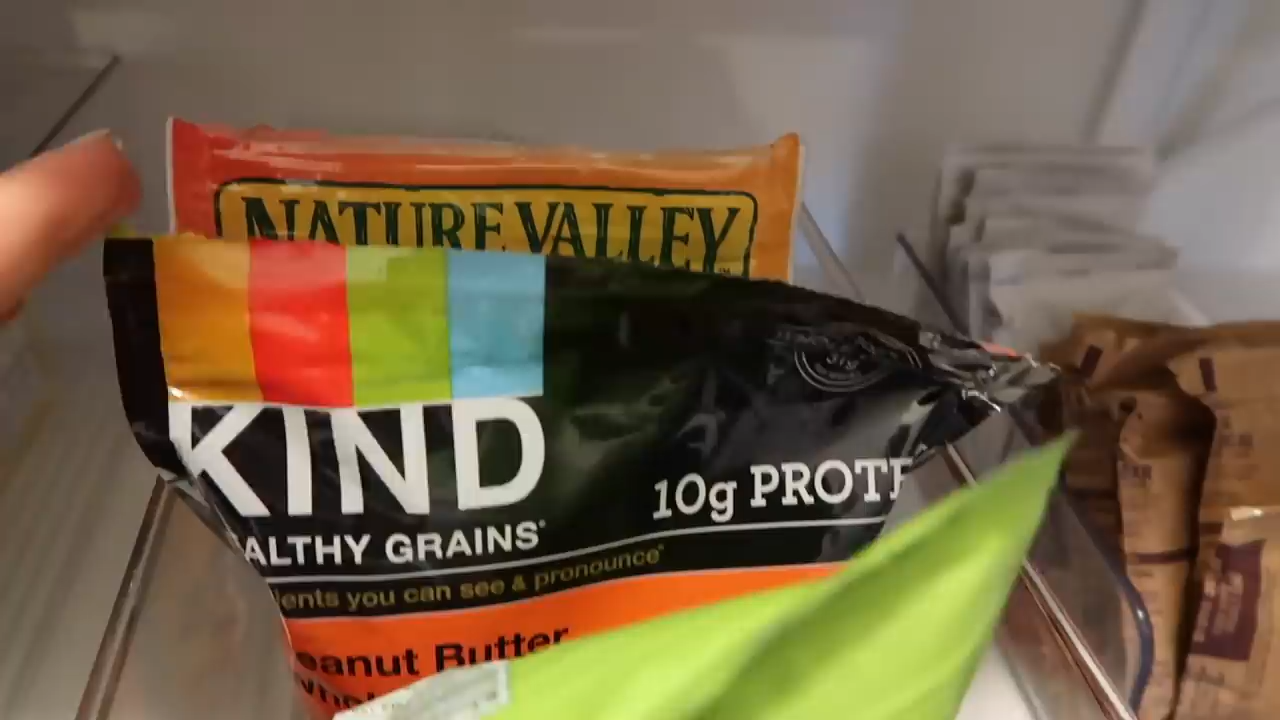 NATURE VALLEY
KIND
10g PROTE
ALTHY GRAINS
ents you can see & pronounce
eanut Butter